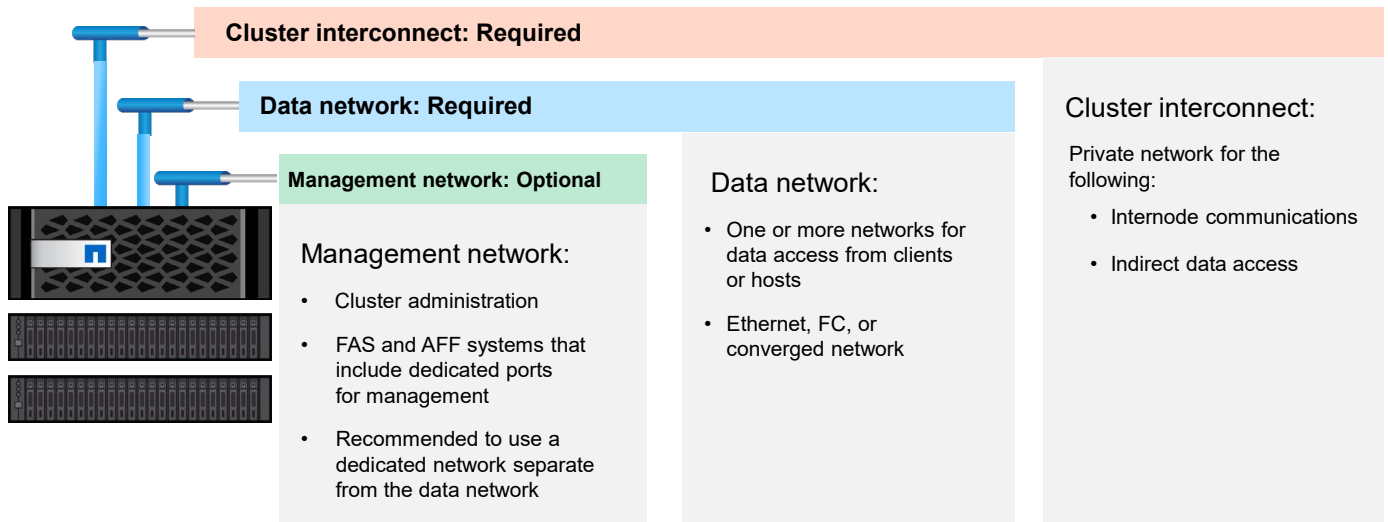 Cluster interconnect: Required
Data network: Required
Management network: Optional
Management network:
• Cluster administration
• FAS and AFF systems that
include dedicated ports
for management
• Recommended to use a
dedicated network separate
from the data network
Data network:
• One or more networks for
data access from clients
or hosts
• Ethernet, FC, or
converged network
Cluster interconnect:
Private network for the
following:
• Internode communications
• Indirect data access